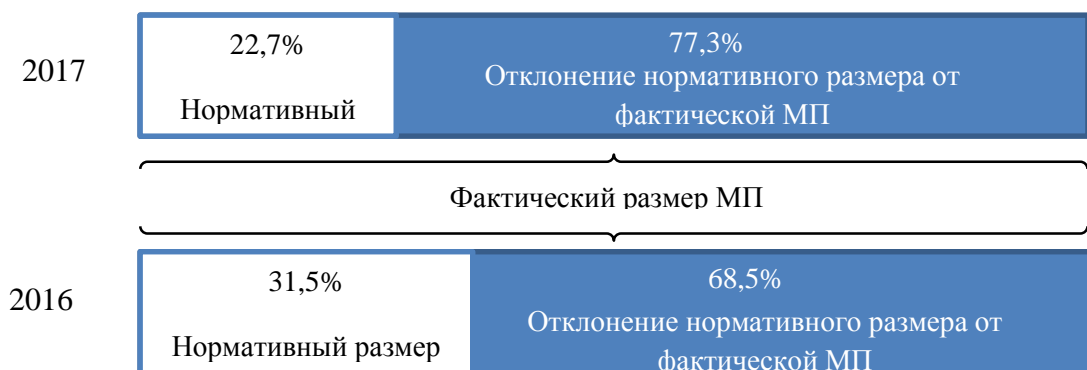 2017
22,7%
Нормативный
77,3%
Отклонение нормативного размера от
фактической МП
Фактический размер МП
2016
31,5%
Нормативный размер
68,5%
Отклонение нормативного размера от
фактической МП